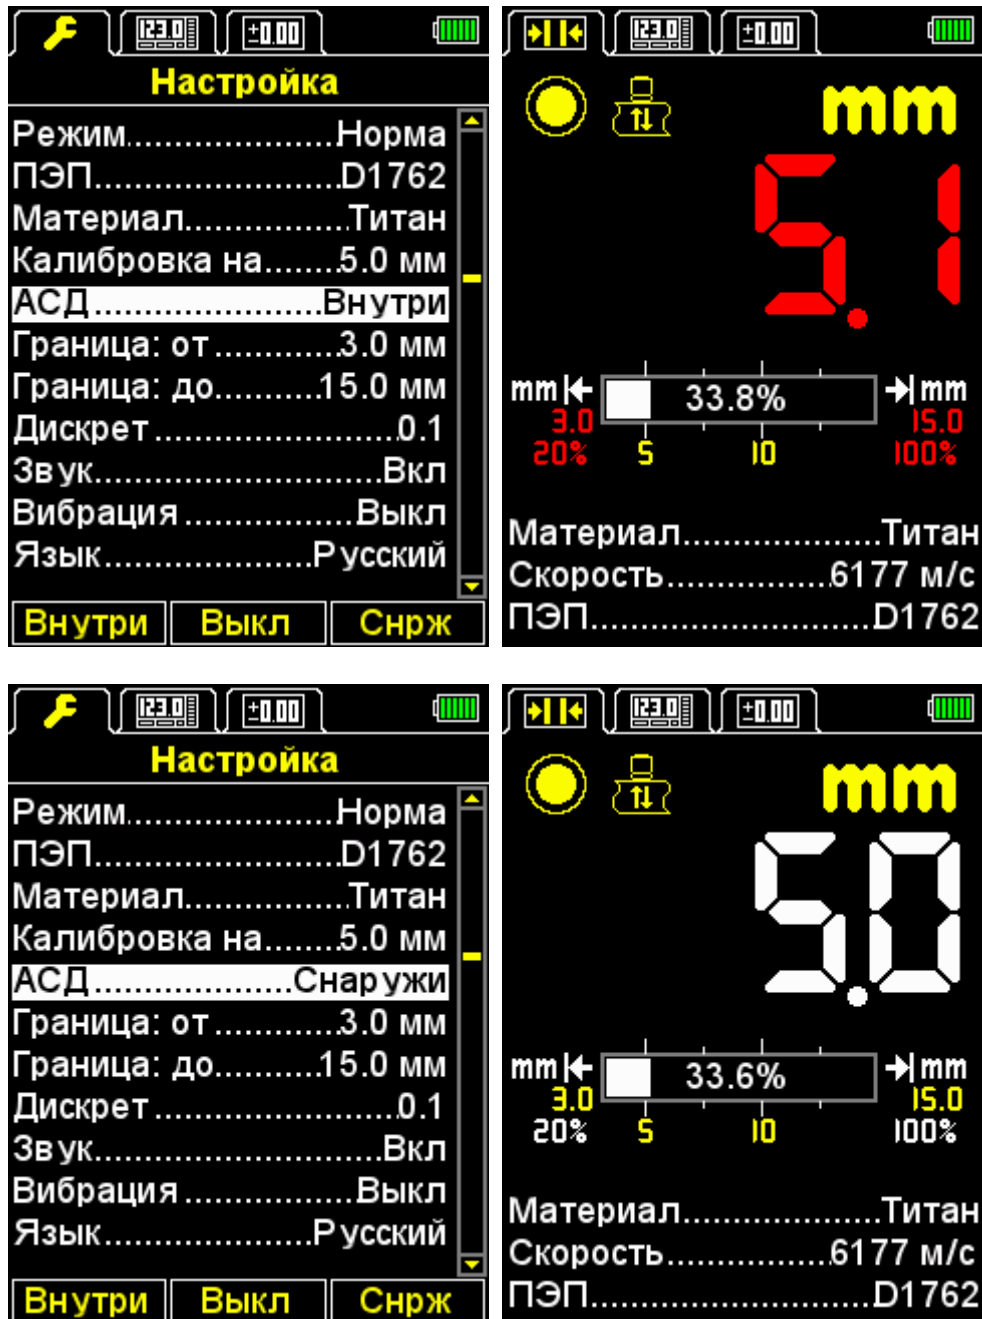 123.0 ±0.00
Настройка
Режим..................Норма
ПЭП.....................D1762
Материал..............Титан
Калибровка на.......5.0 мм
АСД...................Внутри
Граница: от...........3.0 мм
Граница: до.........15.0 мм
Дискрет.....................0.1
Звук.........................Вкл
Вибрация..............Выкл
Язык.................Русский
Внутри Выкл Снрж
123.0 ±0.00
mm
5.1
mm 33.8% mm
3.0 15.0
20% 5 10 100%
Материал.................Титан
Скорость..............6177 м/с
ПЭП........................D1762
123.0 ±0.00
Настройка
Режим..................Норма
ПЭП.....................D1762
Материал..............Титан
Калибровка на.......5.0 мм
АСД.................Снаружи
Граница: от...........3.0 мм
Граница: до.........15.0 мм
Дискрет.....................0.1
Звук.........................Вкл
Вибрация..............Выкл
Язык.................Русский
Внутри Выкл Снрж
123.0 ±0.00
mm
5.0
mm 33.6% mm
3.0 15.0
20% 5 10 100%
Материал.................Титан
Скорость..............6177 м/с
ПЭП........................D1762